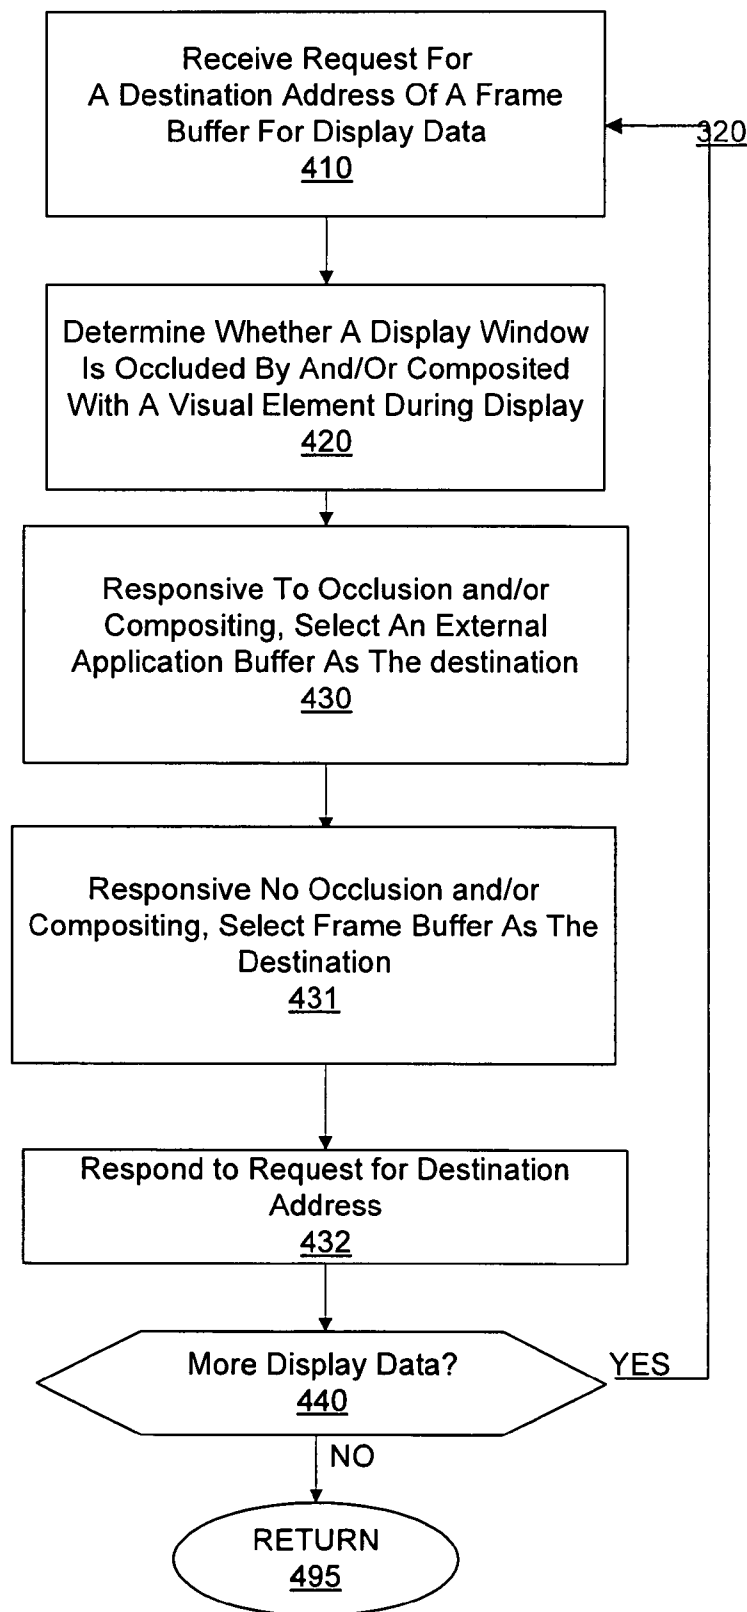 Receive Request For
A Destination Address Of A Frame
Buffer For Display Data
410
320
Determine Whether A Display Window
Is Occluded By And/Or Composited
With A Visual Element During Display
420
Responsive To Occlusion and/or
Compositing, Select An External
Application Buffer As The destination
430
Responsive No Occlusion and/or
Compositing, Select Frame Buffer As The
Destination
431
Respond to Request for Destination
Address
432
More Display Data?
440
YES
NO
RETURN
495